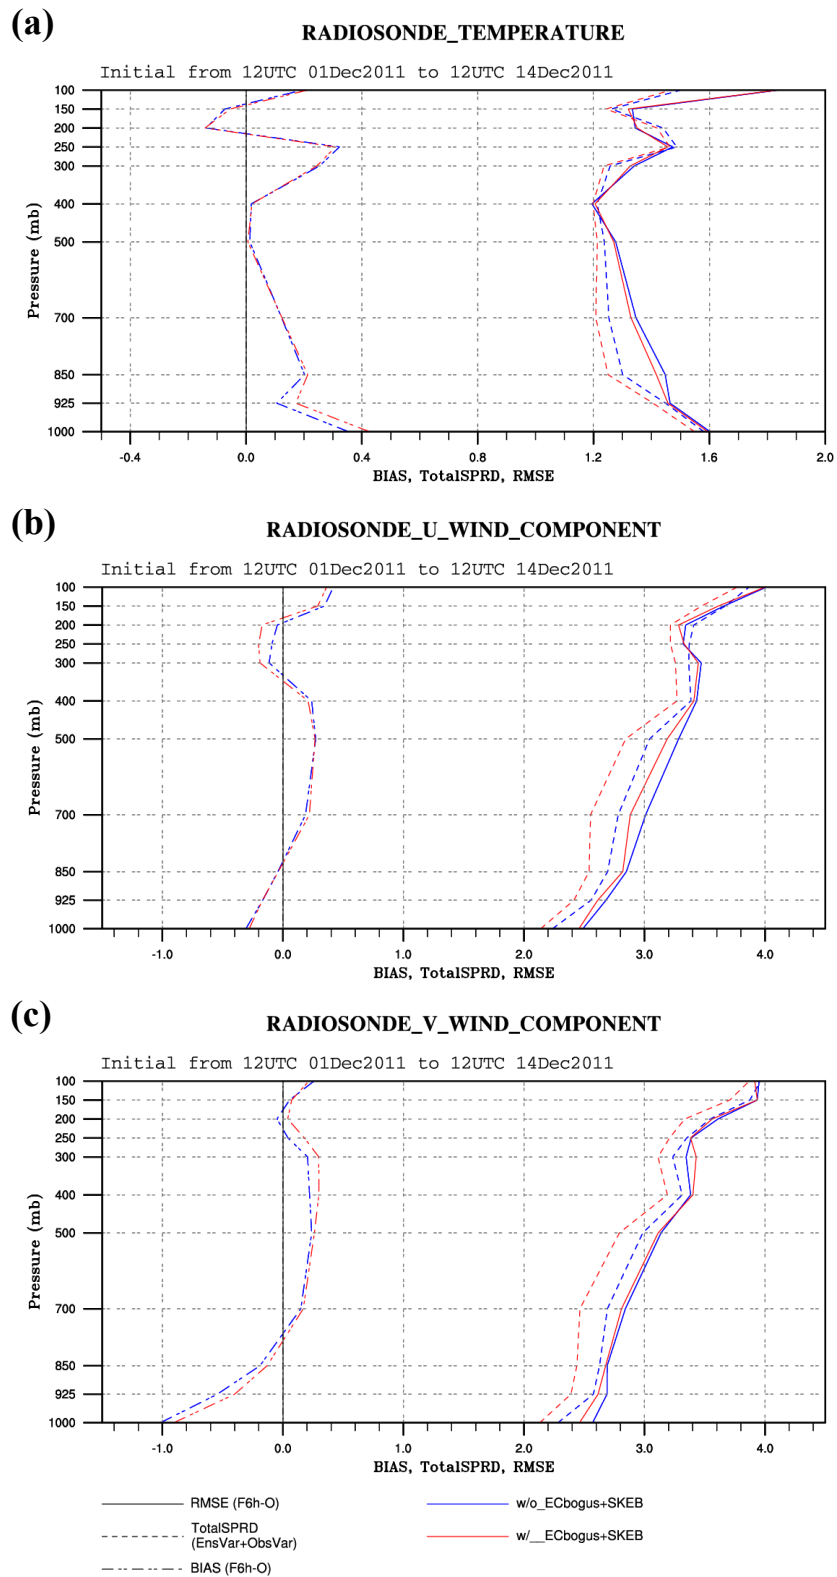 (a)
RADIOSONDE_TEMPERATURE
Initial from 12UTC 01Dec2011 to 12UTC 14Dec2011
100
150
200
250
300
400
500
700
850
925
1000
Pressure (mb)
-0.4 0.0 0.4 0.8 1.2 1.6 2.0
BIAS, TotalSPRD, RMSE
(b)
RADIOSONDE_U_WIND_COMPONENT
Initial from 12UTC 01Dec2011 to 12UTC 14Dec2011
100
150
200
250
300
400
500
700
850
925
1000
Pressure (mb)
-1.0 0.0 1.0 2.0 3.0 4.0
BIAS, TotalSPRD, RMSE
(c)
RADIOSONDE_V_WIND_COMPONENT
Initial from 12UTC 01Dec2011 to 12UTC 14Dec2011
100
150
200
250
300
400
500
700
850
925
1000
Pressure (mb)
-1.0 0.0 1.0 2.0 3.0 4.0
BIAS, TotalSPRD, RMSE
RMSE (F6h-O)
TotalSPRD
(EnsVar+ObsVar)
BIAS (F6h-O)
w/o_ECbogus+SKEB
w/__ECbogus+SKEB